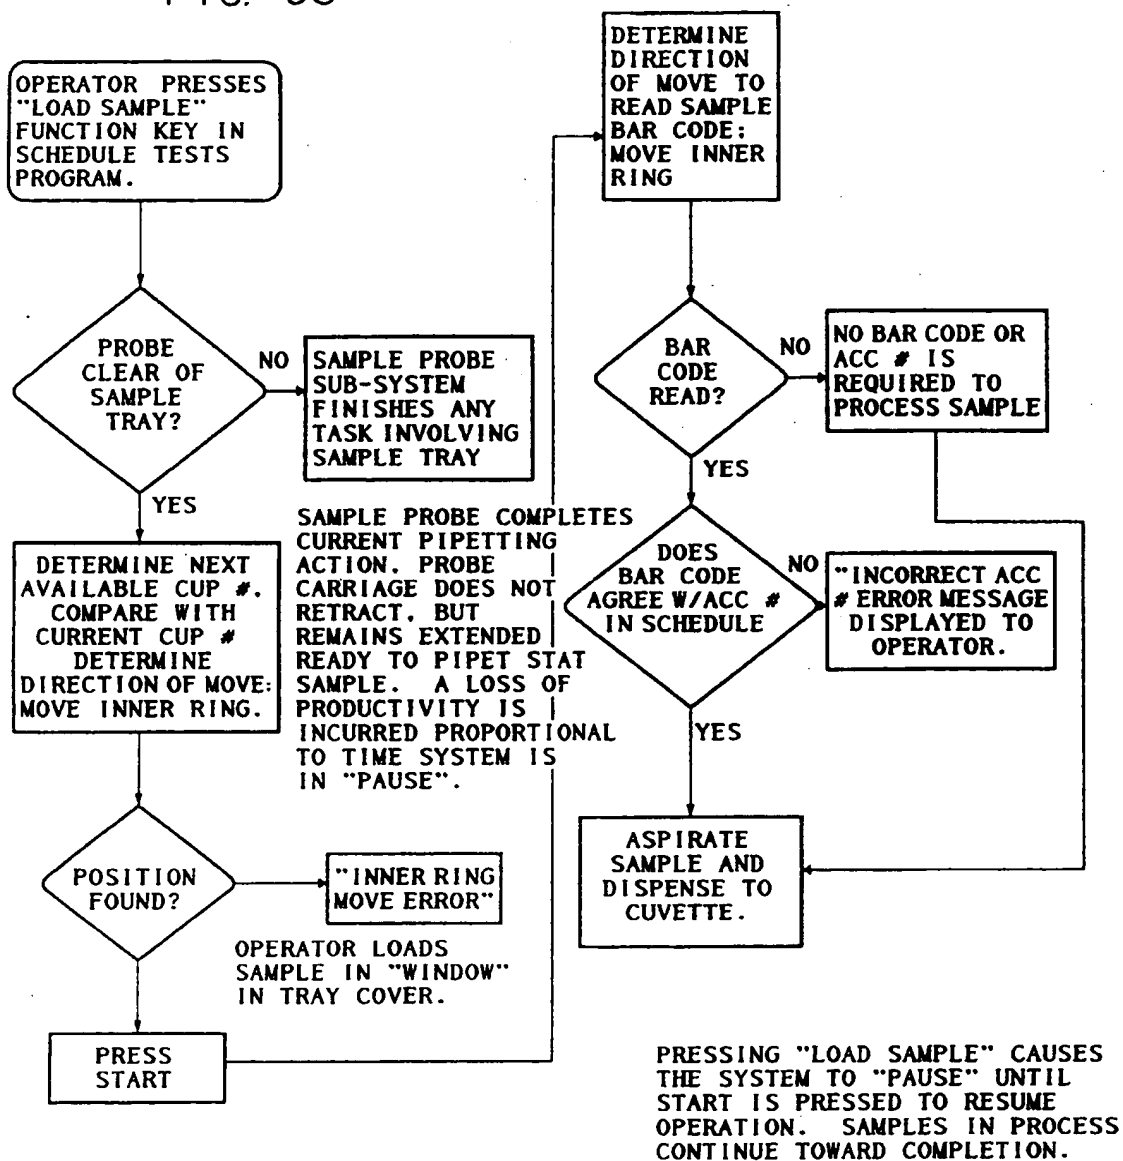 OPERATOR PRESSES
"LOAD SAMPLE"
FUNCTION KEY IN
SCHEDULE TESTS
PROGRAM.
PROBE
CLEAR OF
SAMPLE
TRAY?
NO
SAMPLE PROBE
SUB-SYSTEM
FINISHES ANY
TASK INVOLVING
SAMPLE TRAY
YES
DETERMINE NEXT
AVAILABLE CUP #.
COMPARE WITH
CURRENT CUP #
DETERMINE
DIRECTION OF MOVE:
MOVE INNER RING.
SAMPLE PROBE COMPLETES
CURRENT PIPETTING
ACTION. PROBE
CARRIAGE DOES NOT
RETRACT, BUT
REMAINS EXTENDED
READY TO PIPET STAT
SAMPLE. A LOSS OF
PRODUCTIVITY IS
INCURRED PROPORTIONAL
TO TIME SYSTEM IS
IN "PAUSE".
POSITION
FOUND?
"INNER RING
MOVE ERROR"
OPERATOR LOADS
SAMPLE IN "WINDOW"
IN TRAY COVER.
PRESS
START
DETERMINE
DIRECTION
OF MOVE TO
READ SAMPLE
BAR CODE:
MOVE INNER
RING
BAR
CODE
READ?
NO
NO BAR CODE OR
ACC # IS
REQUIRED TO
PROCESS SAMPLE
YES
DOES
BAR CODE
AGREE W/ACC #
IN SCHEDULE
NO
"INCORRECT ACC
# ERROR MESSAGE
DISPLAYED TO
OPERATOR.
YES
ASPIRATE
SAMPLE AND
DISPENSE TO
CUVETTE.
PRESSING "LOAD SAMPLE" CAUSES
THE SYSTEM TO "PAUSE" UNTIL
START IS PRESSED TO RESUME
OPERATION. SAMPLES IN PROCESS
CONTINUE TOWARD COMPLETION.